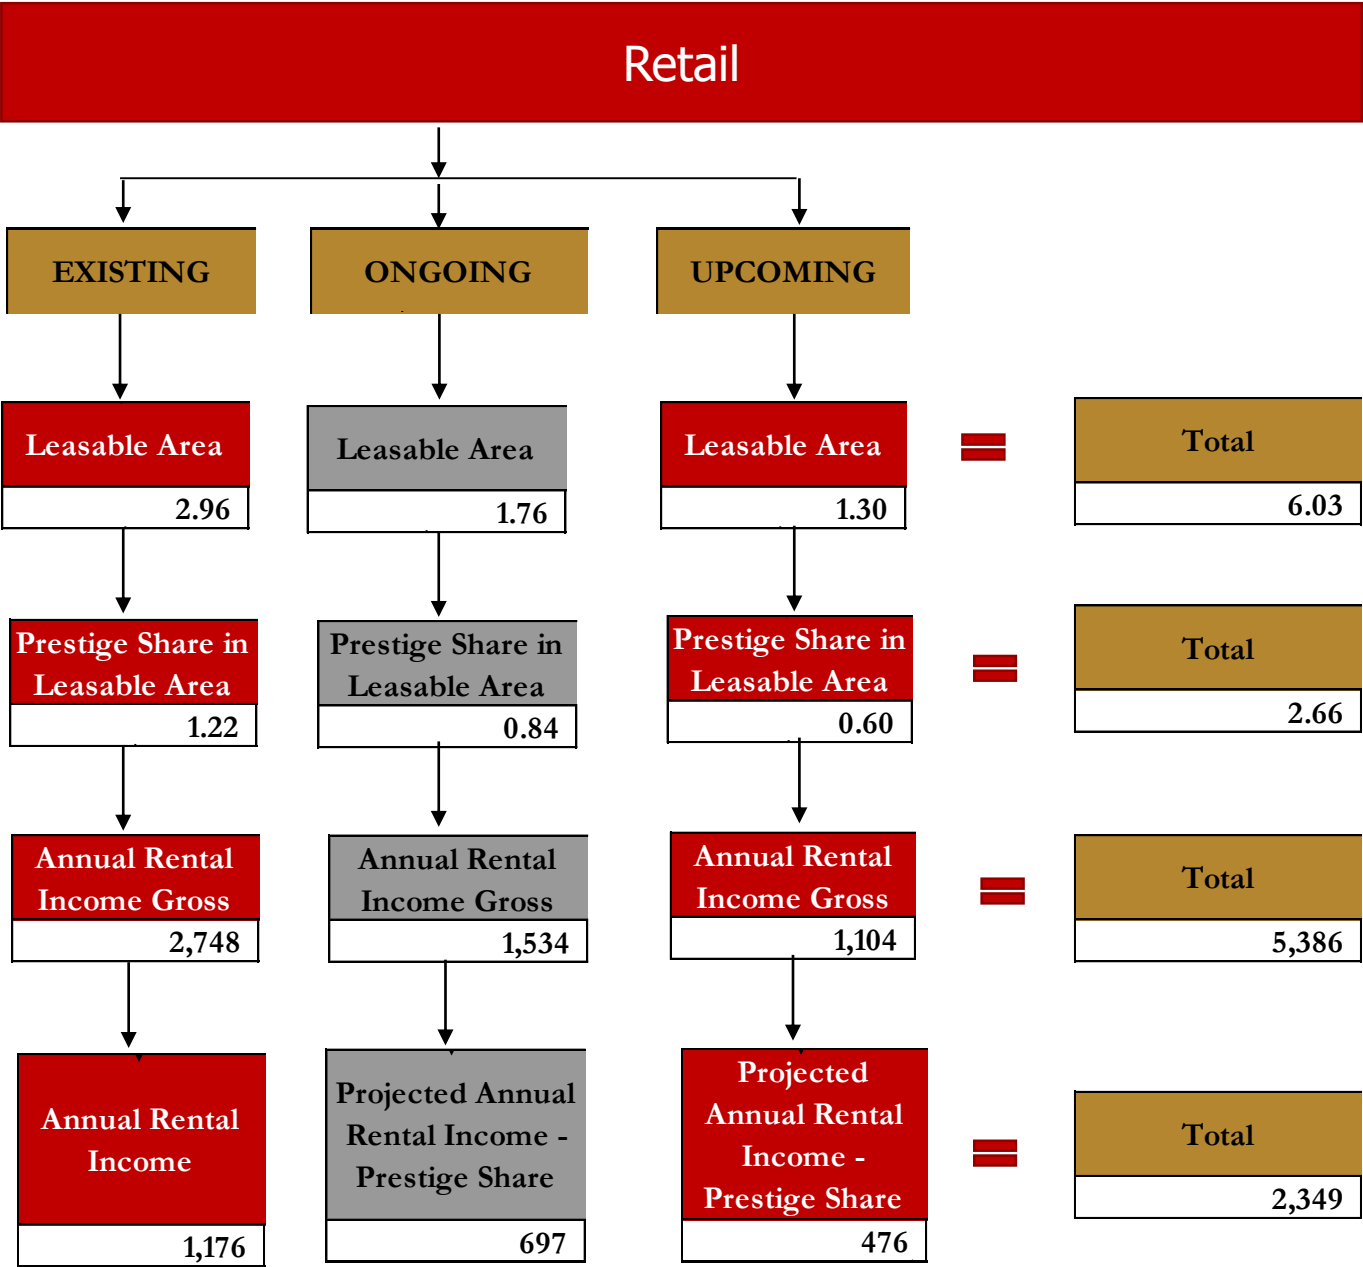 Retail
EXISTING
ONGOING
UPCOMING
Leasable Area
2.96
Leasable Area
1.76
Leasable Area
1.30
Total
6.03
Prestige Share in
Leasable Area
1.22
Prestige Share in
Leasable Area
0.84
Prestige Share in
Leasable Area
0.60
Total
2.66
Annual Rental
Income Gross
2,748
Annual Rental
Income Gross
1,534
Annual Rental
Income Gross
1,104
Total
5,386
Annual Rental
Income
1,176
Projected Annual
Rental Income -
Prestige Share
697
Projected
Annual Rental
Income -
Prestige Share
476
Total
2,349